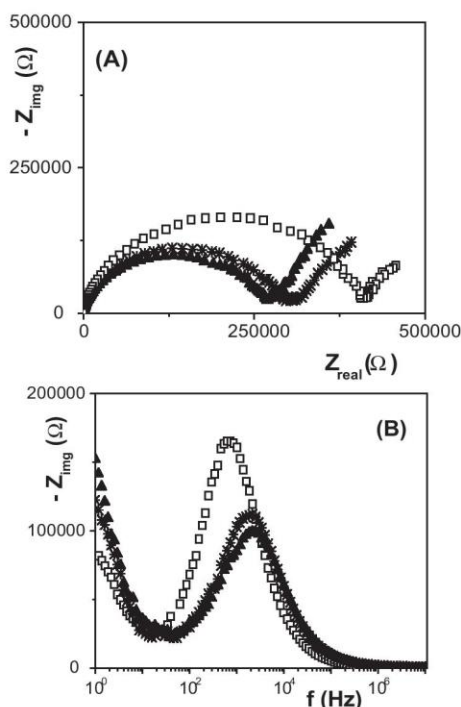 500000
(A)
- Z_img (Ω)
250000
0
250000
500000
Z_real (Ω)
200000
(B)
- Z_img (Ω)
100000
0
10^0
10^2
10^4
10^6
f (Hz)